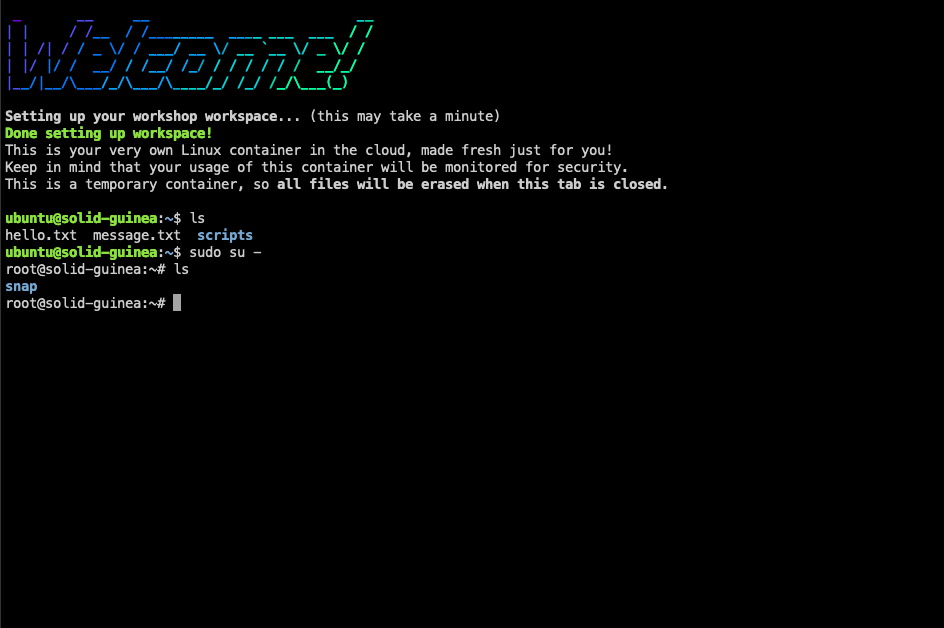 Welcome!
Setting up your workshop workspace... (this may take a minute)
Done setting up workspace!
This is your very own Linux container in the cloud, made fresh just for you!
Keep in mind that your usage of this container will be monitored for security.
This is a temporary container, so all files will be erased when this tab is closed.
ubuntu@solid-guinea:~$ ls
hello.txt  message.txt  scripts
ubuntu@solid-guinea:~$ sudo su -
root@solid-guinea:~# ls
snap
root@solid-guinea:~#